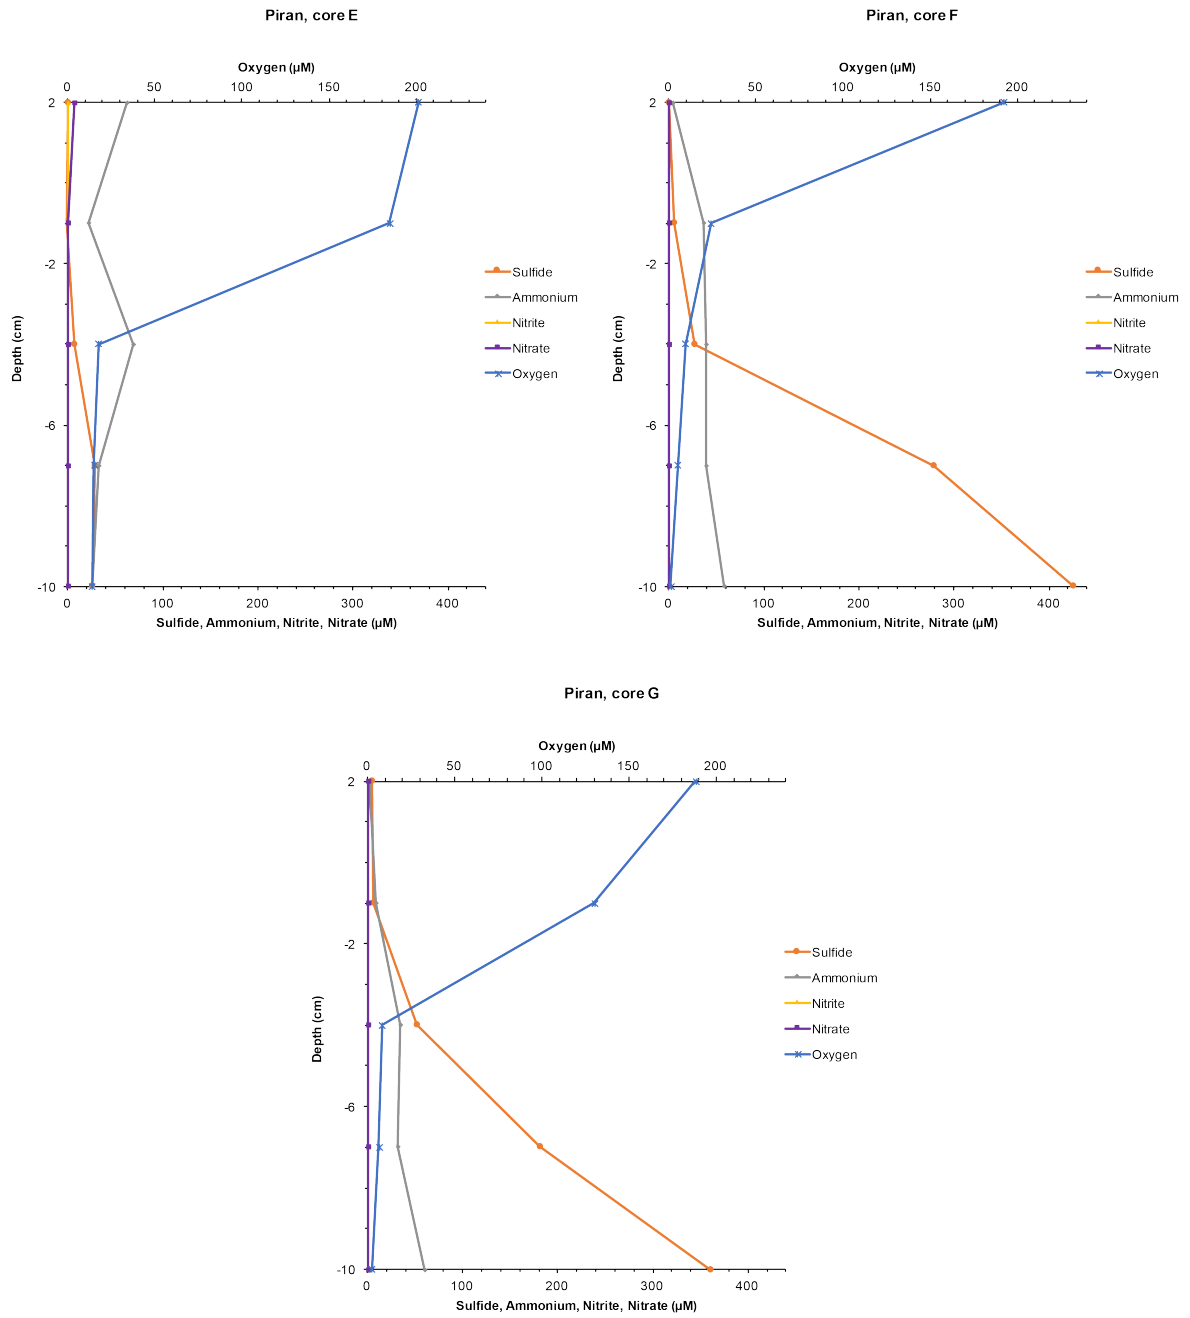 Piran, core E
Oxygen (µM)
0 50 100 150 200
2
-2
-6
-10
Depth (cm)
Sulfide
Ammonium
Nitrite
Nitrate
Oxygen
0 100 200 300 400
Sulfide, Ammonium, Nitrite, Nitrate (µM)
Piran, core F
Oxygen (µM)
0 50 100 150 200
2
-2
-6
-10
Depth (cm)
Sulfide
Ammonium
Nitrite
Nitrate
Oxygen
0 100 200 300 400
Sulfide, Ammonium, Nitrite, Nitrate (µM)
Piran, core G
Oxygen (µM)
0 50 100 150 200
2
-2
-6
-10
Depth (cm)
Sulfide
Ammonium
Nitrite
Nitrate
Oxygen
0 100 200 300 400
Sulfide, Ammonium, Nitrite, Nitrate (µM)